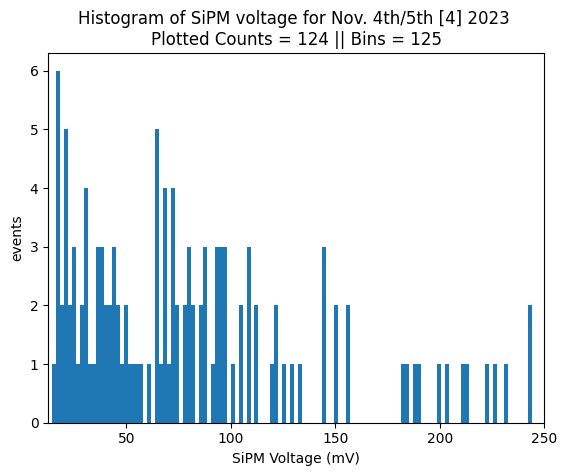 Histogram of SiPM voltage for Nov. 4th/5th [4] 2023
Plotted Counts = 124 || Bins = 125
6
5
4
3
2
1
0
events
50 100 150 200 250
SiPM Voltage (mV)